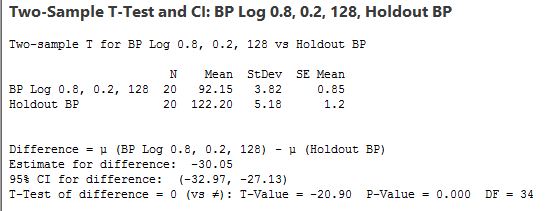 Two-Sample T-Test and CI: BP Log 0.8, 0.2, 128, Holdout BP
Two-sample T for BP Log 0.8, 0.2, 128 vs Holdout BP
N Mean StDev SE Mean
BP Log 0.8, 0.2, 128 20 92.15 3.82 0.85
Holdout BP 20 122.20 5.18 1.2
Difference = μ (BP Log 0.8, 0.2, 128) - μ (Holdout BP)
Estimate for difference: -30.05
95% CI for difference: (-32.97, -27.13)
T-Test of difference = 0 (vs ≠): T-Value = -20.90 P-Value = 0.000 DF = 34